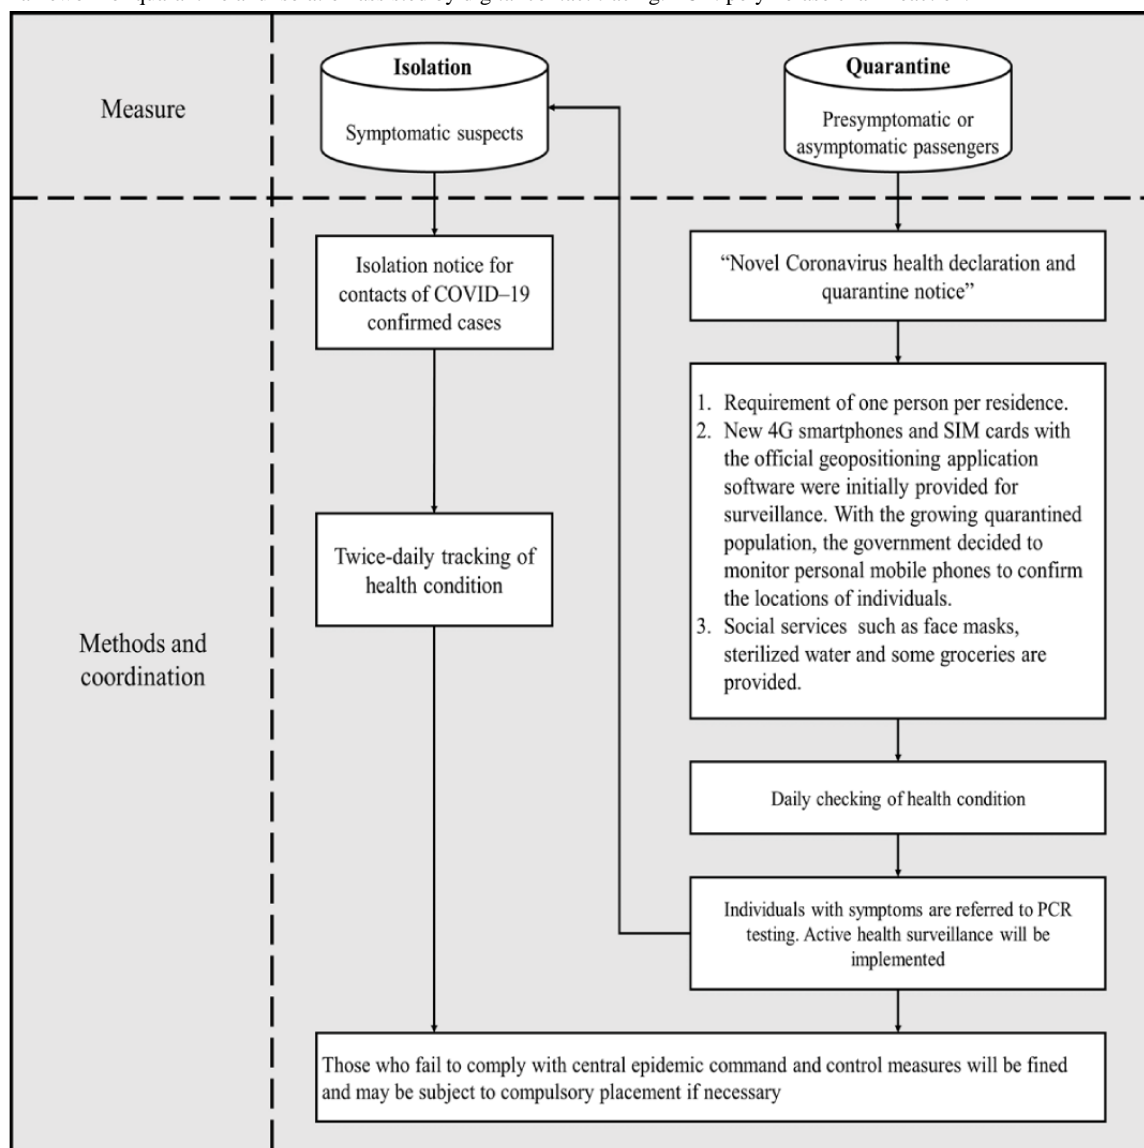 Isolation
Symptomatic suspects
Quarantine
Presymptomatic or
asymptomatic passengers
Measure
Isolation notice for
contacts of COVID–19
confirmed cases
“Novel Coronavirus health declaration and
quarantine notice”
1. Requirement of one person per residence.
2. New 4G smartphones and SIM cards with
the official geopositioning application
software were initially provided for
surveillance. With the growing quarantined
population, the government decided to
monitor personal mobile phones to confirm
the locations of individuals.
3. Social services such as face masks,
sterilized water and some groceries are
provided.
Twice-daily tracking of
health condition
Methods and
coordination
Daily checking of health condition
Individuals with symptoms are referred to PCR
testing. Active health surveillance will be
implemented
Those who fail to comply with central epidemic command and control measures will be fined
and may be subject to compulsory placement if necessary